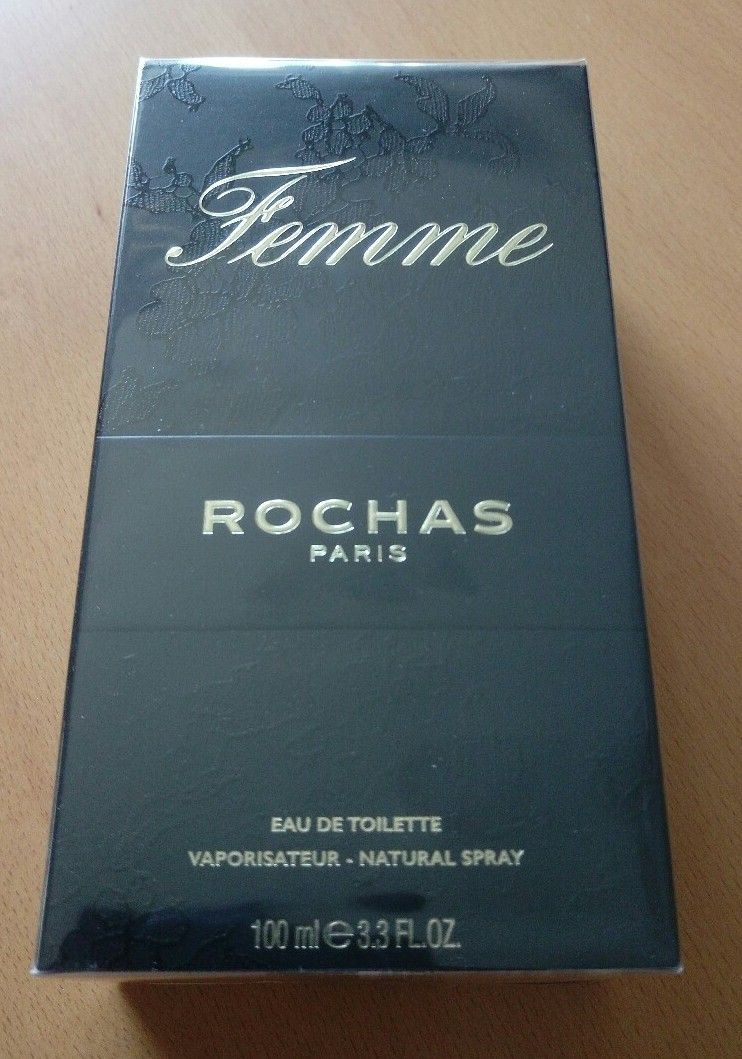 Femme
ROCHAS
PARIS
EAU DE TOILETTE
VAPORISATEUR - NATURAL SPRAY
100 ml ℮ 3.3 FL.OZ.